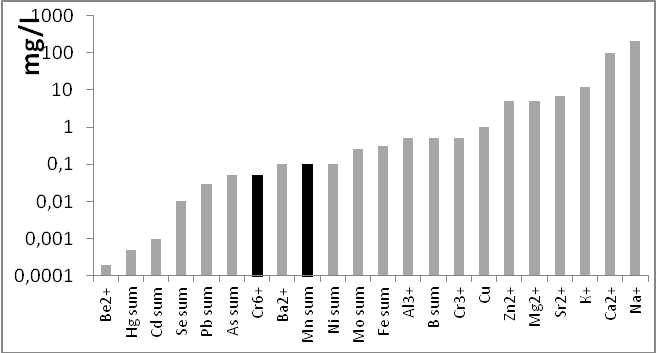 mg/l
1000
100
10
1
0,1
0,01
0,001
0,0001
Be2+
Hg sum
Cd sum
Se sum
Pb sum
As sum
Cr6+
Ba2+
Mn sum
Ni sum
Mo sum
Fe sum
Al3+
B sum
Cr3+
Cu
Zn2+
Mg2+
Sr2+
K+
Ca2+
Na+